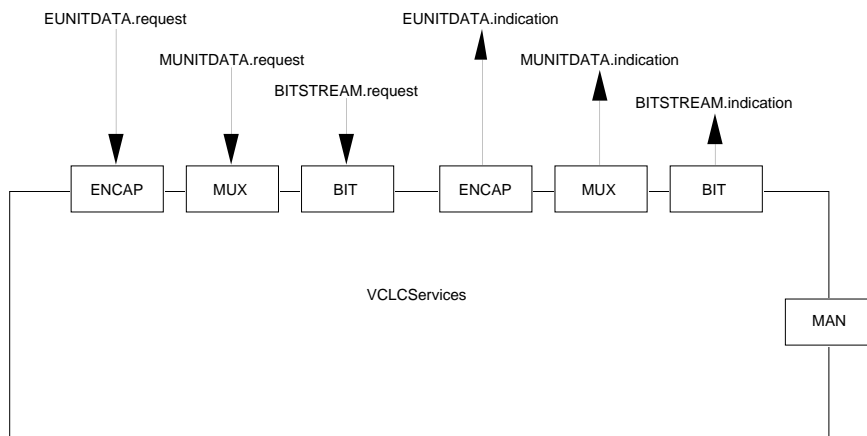 EUNITDATA.request
EUNITDATA.indication
MUNITDATA.request
MUNITDATA.indication
BITSTREAM.request
BITSTREAM.indication
ENCAP
MUX
BIT
ENCAP
MUX
BIT
VCLCServices
MAN